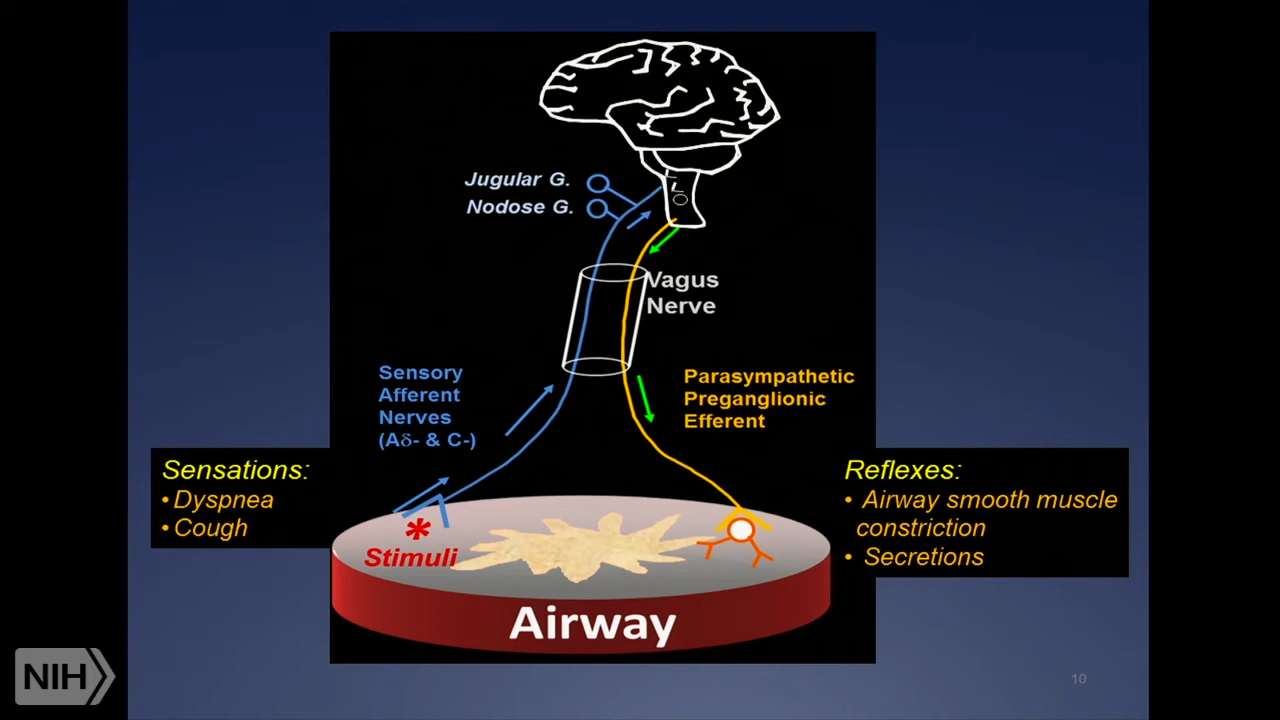 Jugular G.
Nodose G.
Vagus
Nerve
Sensory
Afferent
Nerves
(Aδ- & C-)
Parasympathetic
Preganglionic
Efferent
Sensations:
• Dyspnea
• Cough
Reflexes:
• Airway smooth muscle
constriction
• Secretions
*
Stimuli
Airway
NIH
10